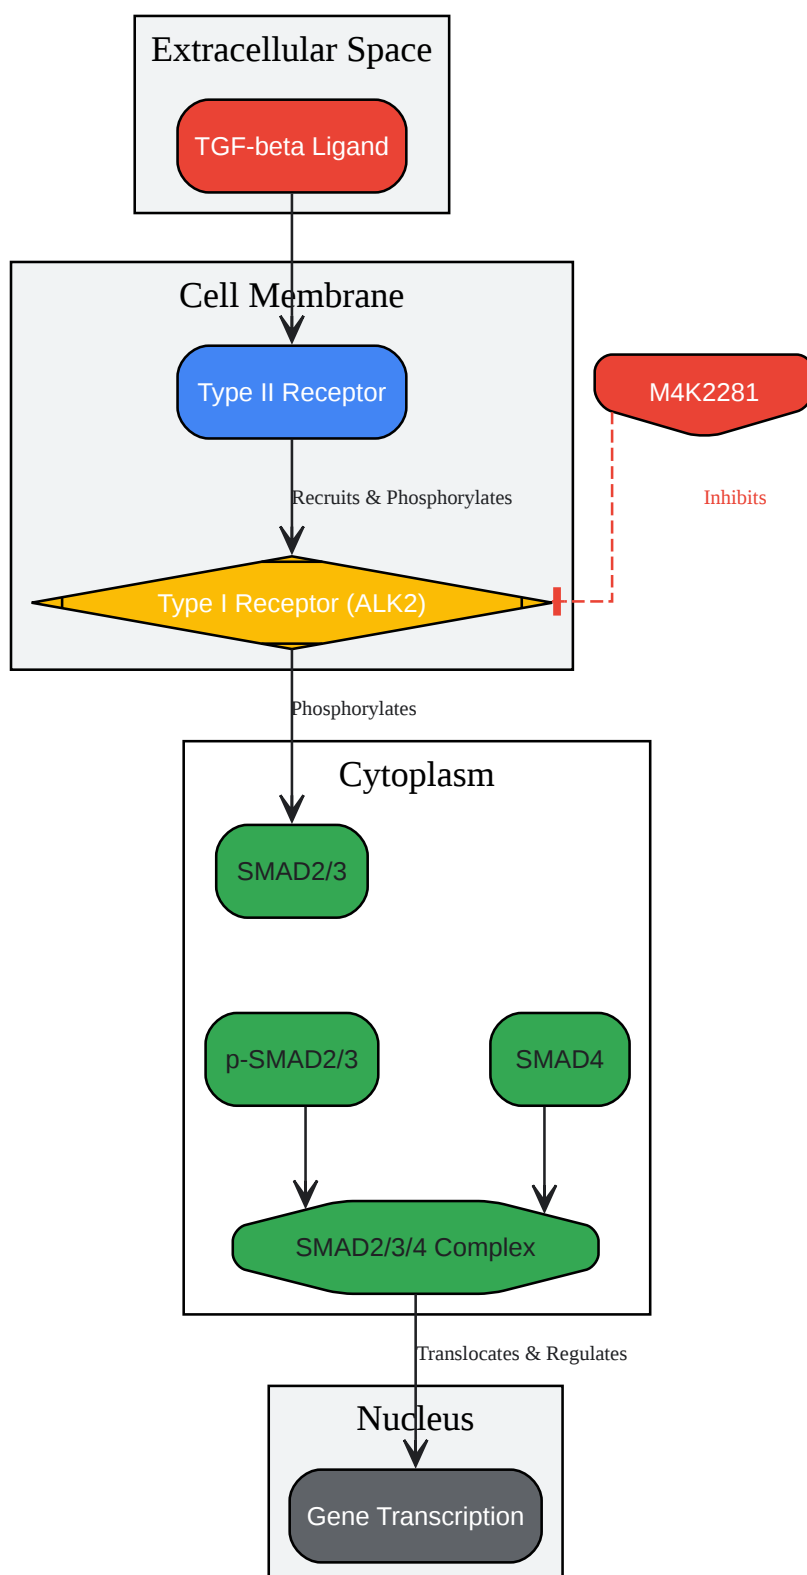 Extracellular Space
TGF-beta Ligand
Cell Membrane
Type II Receptor
M4K2281
Recruits & Phosphorylates
Inhibits
Type I Receptor (ALK2)
Phosphorylates
Cytoplasm
SMAD2/3
p-SMAD2/3
SMAD4
SMAD2/3/4 Complex
Translocates & Regulates
Nucleus
Gene Transcription